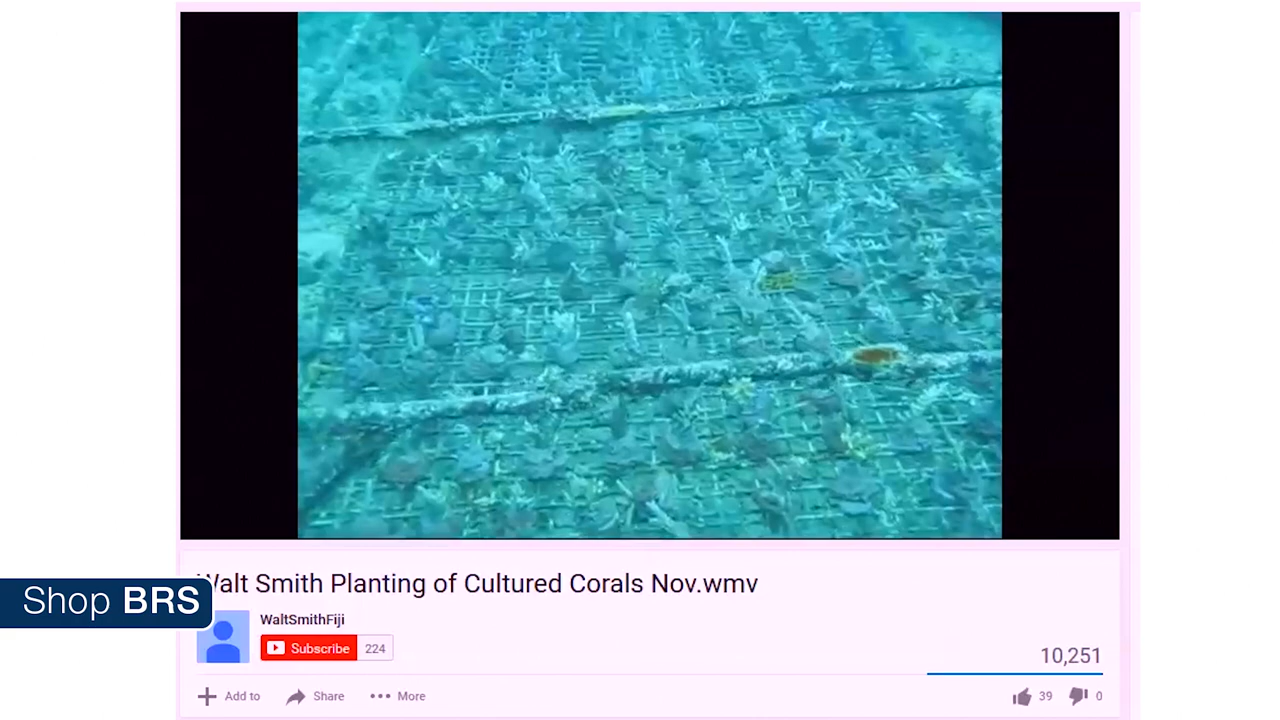 Walt Smith Planting of Cultured Corals Nov.wmv
Shop BRS
WaltSmithFiji
Subscribe 224
10,251
Add to Share More
39 0